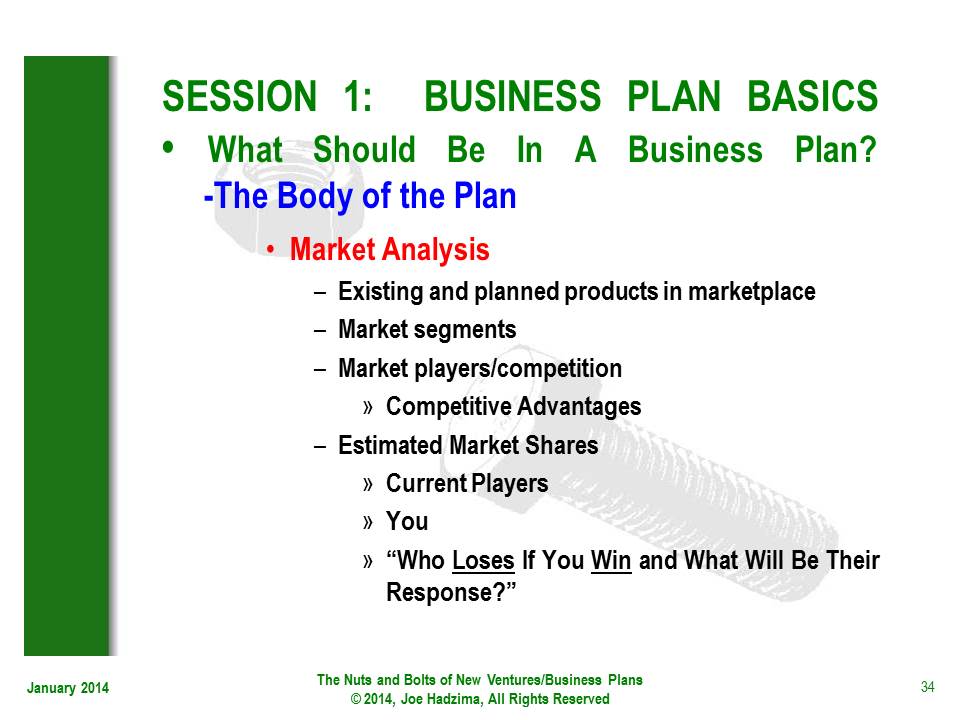 SESSION 1: BUSINESS PLAN BASICS
• What Should Be In A Business Plan?
-The Body of the Plan
• Market Analysis
– Existing and planned products in marketplace
– Market segments
– Market players/competition
» Competitive Advantages
– Estimated Market Shares
» Current Players
» You
» “Who Loses If You Win and What Will Be Their
Response?”
January 2014
The Nuts and Bolts of New Ventures/Business Plans
© 2014, Joe Hadzima, All Rights Reserved
34